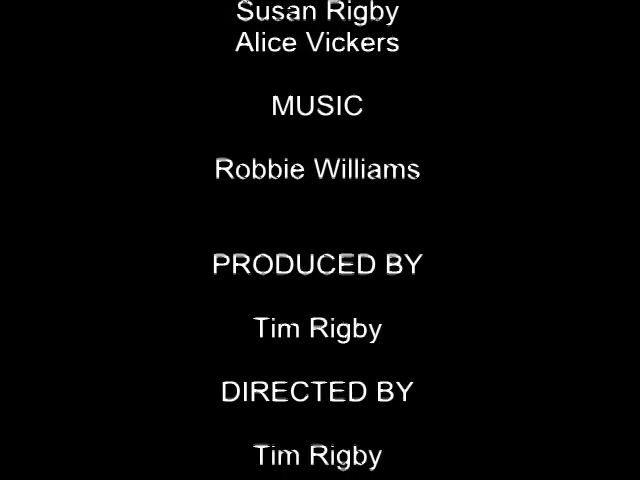 Susan Rigby
Alice Vickers
MUSIC
Robbie Williams
PRODUCED BY
Tim Rigby
DIRECTED BY
Tim Rigby